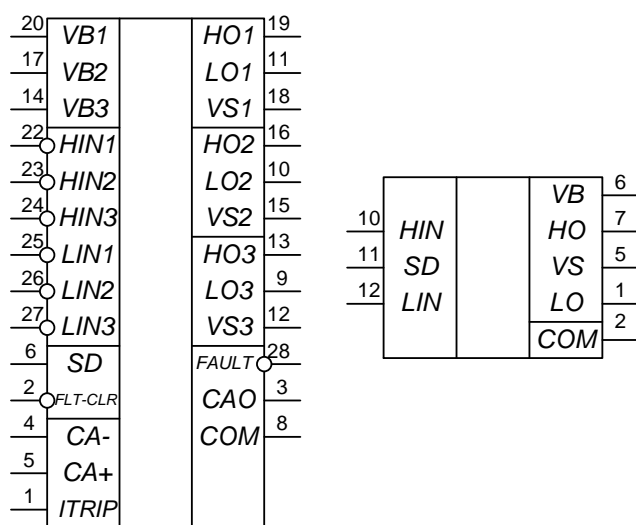 20 VB1 HO1 19
17 VB2 LO1 11
14 VB3 VS1 18
22 HIN1 HO2 16
23 HIN2 LO2 10
24 HIN3 VS2 15
25 LIN1 HO3 13
26 LIN2 LO3 9
27 LIN3 VS3 12
6 SD FAULT 28
2 FLT-CLR CAO 3
4 CA- COM 8
5 CA+
1 ITRIP
VB 6
10 HIN HO 7
11 SD VS 5
12 LIN LO 1
COM 2